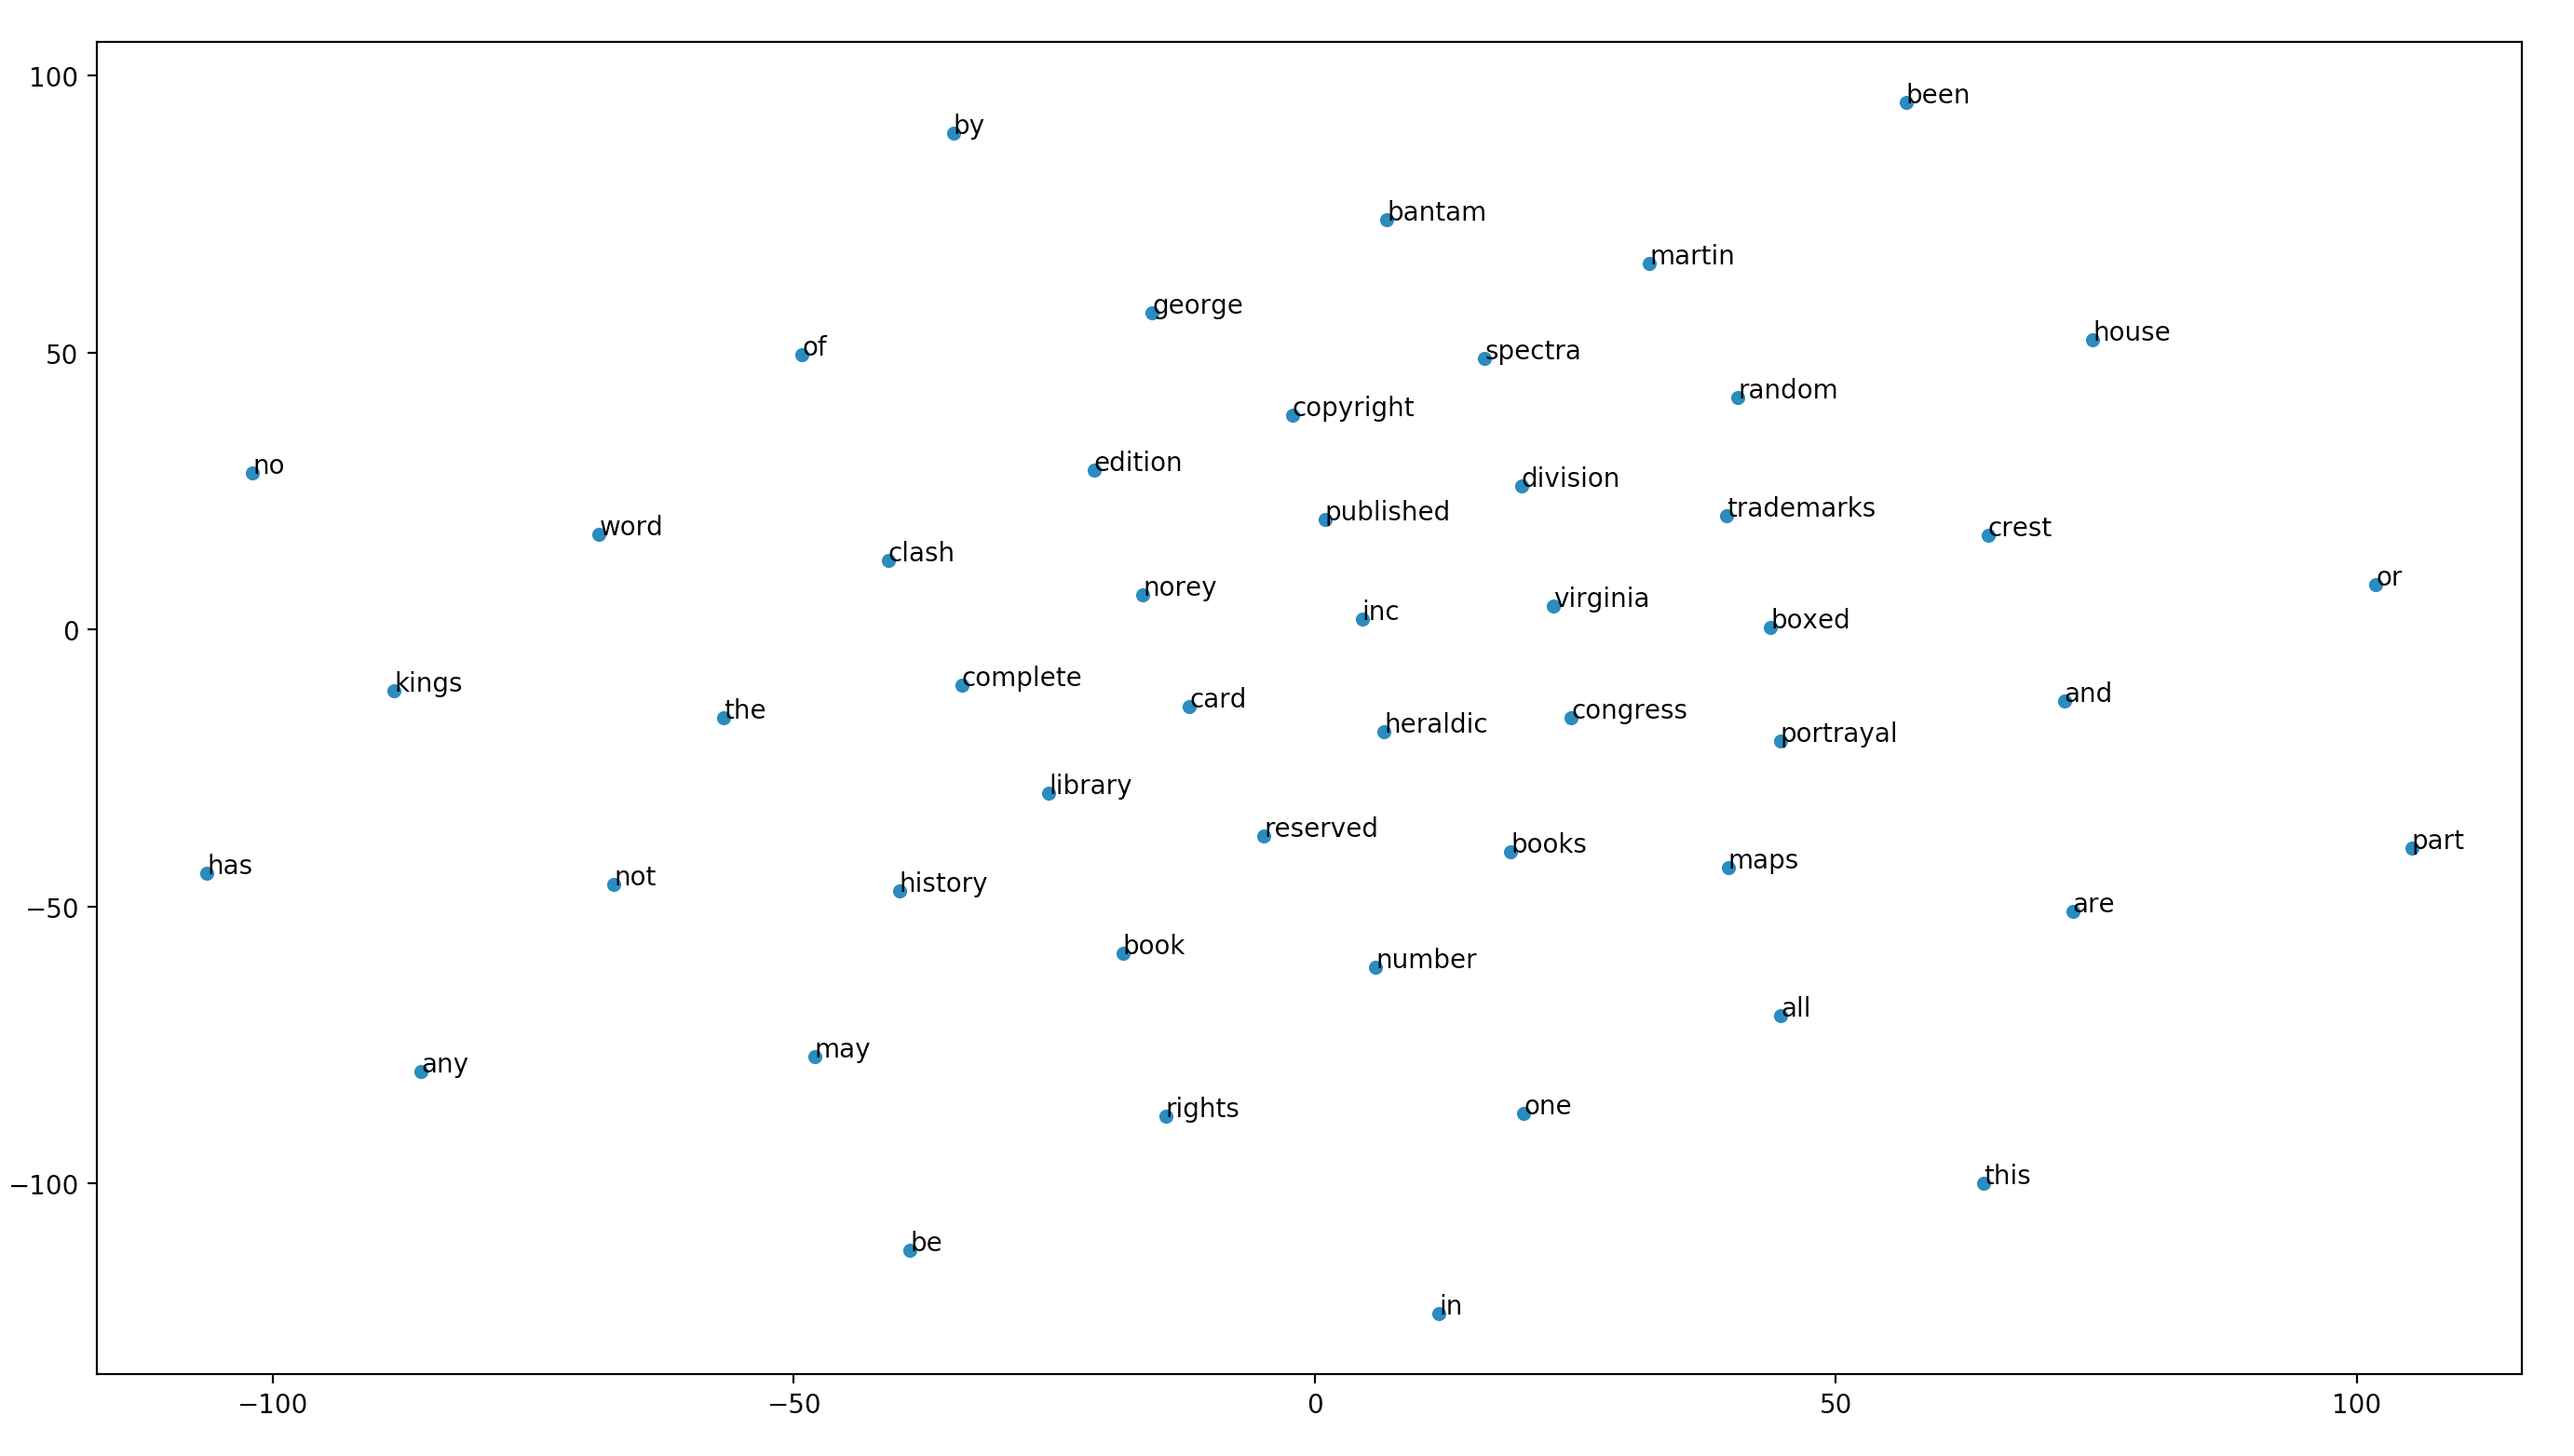 100
been
by
bantam
martin
george
house
of
50
spectra
random
copyright
edition
no
division
trademarks
published
word
crest
clash
or
norey
virginia
inc
boxed
0
complete
kings
and
card
the
congress
heraldic
portrayal
library
reserved
part
books
maps
has
not
history
are
−50
book
number
all
may
any
one
rights
this
−100
be
in
−100 −50 0 50 100